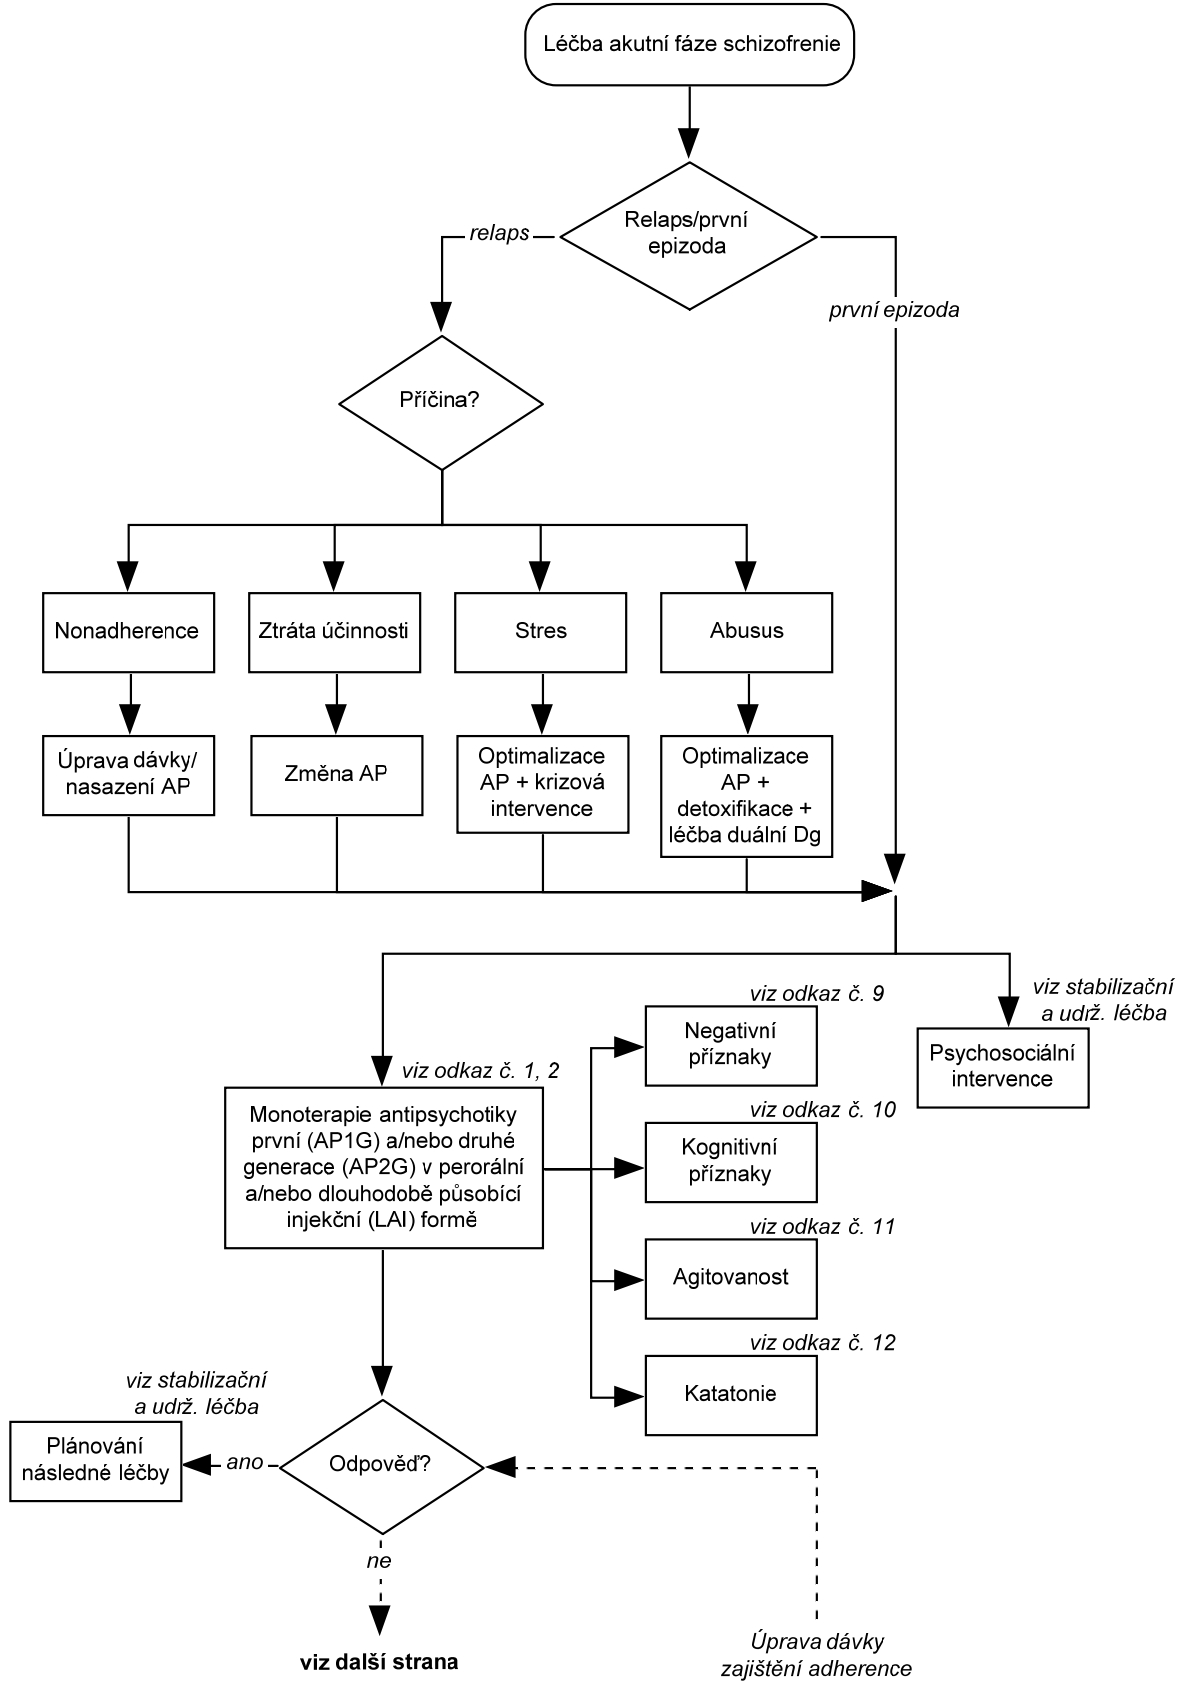 Léčba akutní fáze schizofrenie
Relaps/první
epizoda
relaps
první epizoda
Příčina?
Nonadherence
Ztráta účinnosti
Stres
Abusus
Úprava dávky/
nasazení AP
Změna AP
Optimalizace
AP + krizová
intervence
Optimalizace
AP +
detoxifikace +
léčba duální Dg
viz stabilizační
a udrž. léčba
Psychosociální
intervence
viz odkaz č. 9
Negativní
příznaky
viz odkaz č. 1, 2
Monoterapie antipsychotiky
první (AP1G) a/nebo druhé
generace (AP2G) v perorální
a/nebo dlouhodobě působící
injekční (LAI) formě
viz odkaz č. 10
Kognitivní
příznaky
viz odkaz č. 11
Agitovanost
viz odkaz č. 12
Katatonie
viz stabilizační
a udrž. léčba
Plánování
následné léčby
ano
Odpověď?
ne
viz další strana
Úprava dávky
zajištění adherence